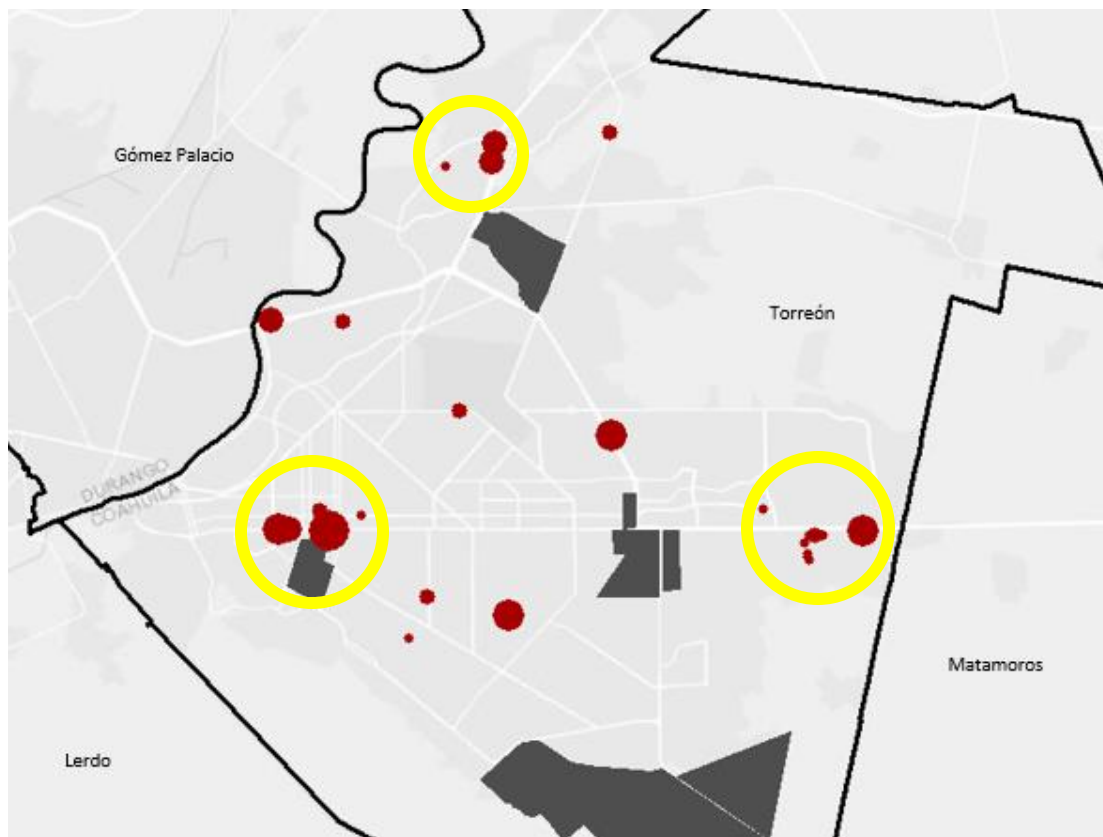 Gómez Palacio
Torreón
DURANGO
COAHUILA
Matamoros
Lerdo